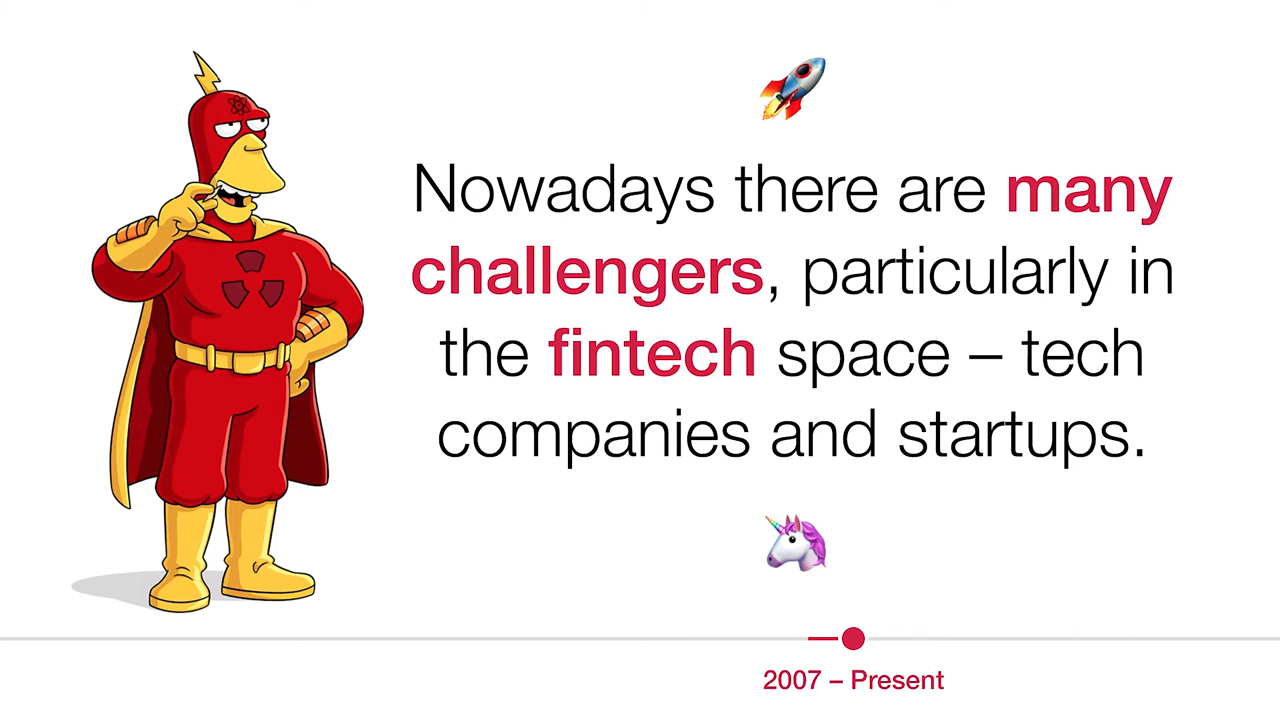 Nowadays there are many
challengers, particularly in
the fintech space – tech
companies and startups.
2007 – Present